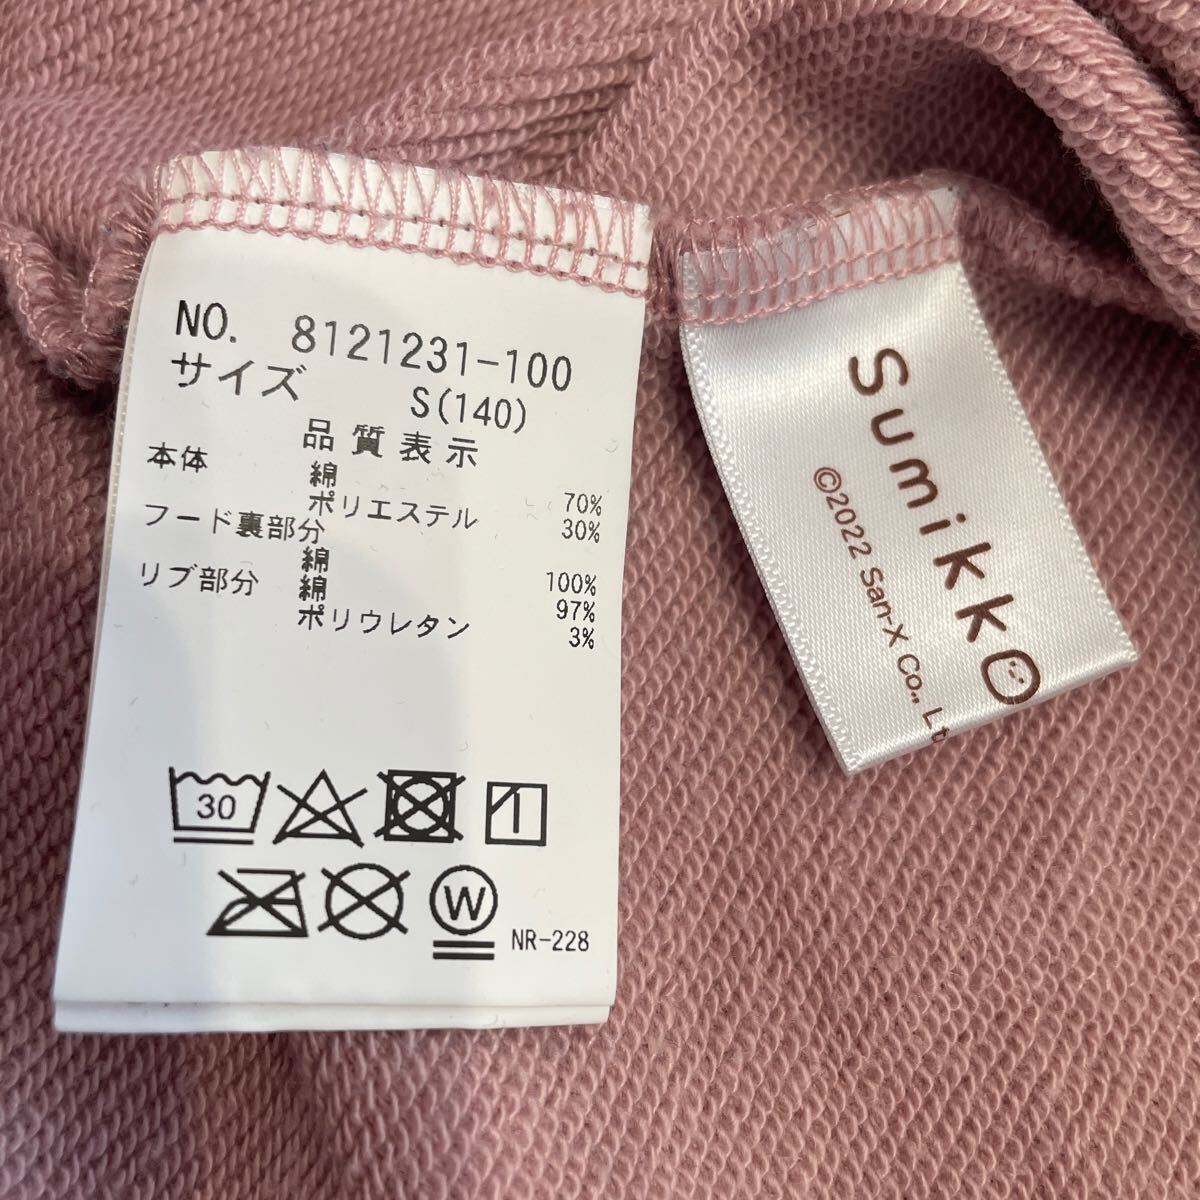 NO. 8121231-100
サイズ S(140)
品質表示
本体
綿 70%
ポリエステル 30%
フード裏部分
綿 100%
リブ部分 綿 97%
ポリウレタン 3%
30
1
W
NR-228
Sumikko
©2022 San-X Co., Lt